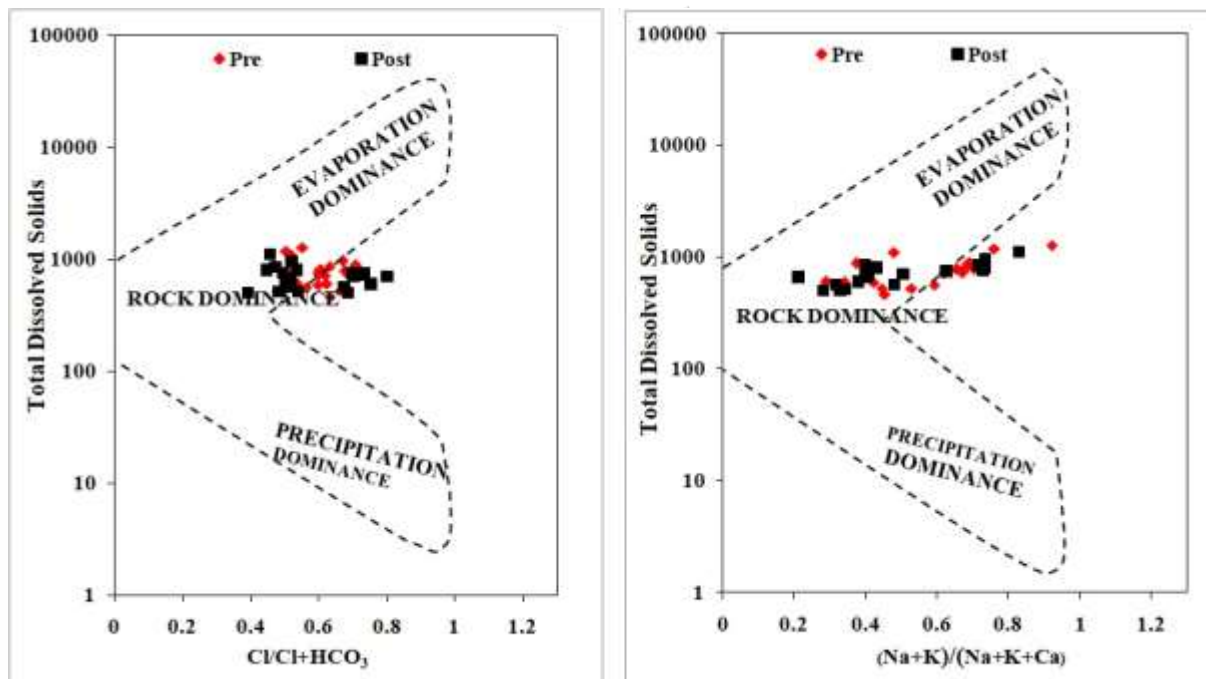 100000
10000
1000
100
10
1
Total Dissolved Solids
Pre Post
EVAPORATION
DOMINANCE
ROCK DOMINANCE
PRECIPITATION
DOMINANCE
0 0.2 0.4 0.6 0.8 1 1.2
Cl/Cl+HCO₃
100000
10000
1000
100
10
1
Total Dissolved Solids
Pre Post
EVAPORATION
DOMINANCE
ROCK DOMINANCE
PRECIPITATION
DOMINANCE
0 0.2 0.4 0.6 0.8 1 1.2
(Na+K)/(Na+K+Ca)